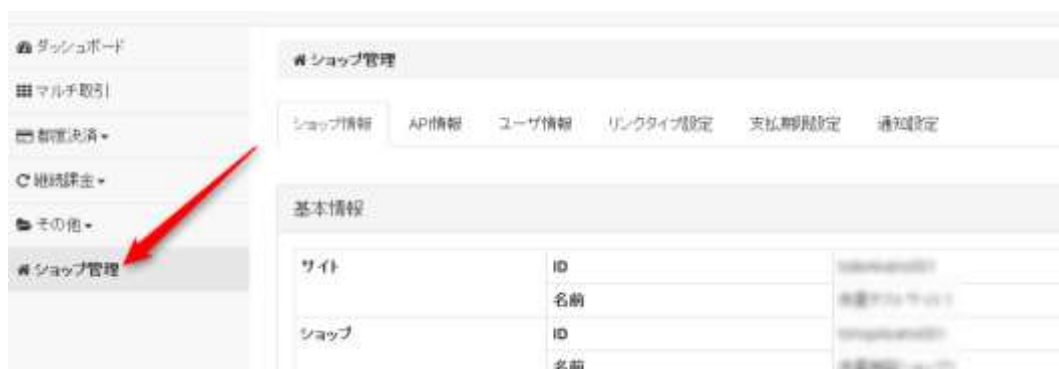 ダッシュボード
マルチ取引
都度決済
継続課金
その他
ショップ管理
ショップ管理
ショップ情報 API情報 ユーザ情報 リンクタイプ設定 支払期限設定 通知設定
基本情報
サイト ID
名前
ショップ ID
名前